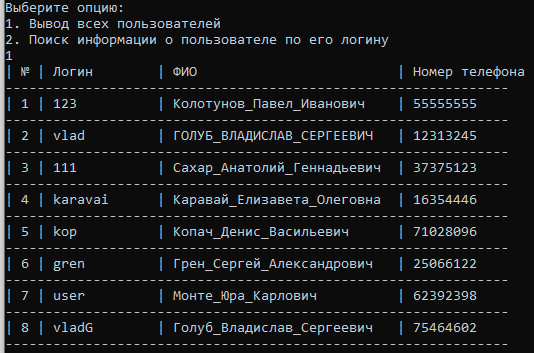 Выберите опцию:
1. Вывод всех пользователей
2. Поиск информации о пользователе по его логину
1
| № | Логин | ФИО | Номер телефона
---------------------------------------------------------------
| 1 | 123 | Колотунов_Павел_Иванович | 55555555
---------------------------------------------------------------
| 2 | vlad | ГОЛУБ_ВЛАДИСЛАВ_СЕРГЕЕВИЧ | 12313245
---------------------------------------------------------------
| 3 | 111 | Сахар_Анатолий_Геннадьевич | 37375123
---------------------------------------------------------------
| 4 | karavai | Каравай_Елизавета_Олеговна | 16354446
---------------------------------------------------------------
| 5 | kop | Копач_Денис_Васильевич | 71028096
---------------------------------------------------------------
| 6 | gren | Грен_Сергей_Александрович | 25066122
---------------------------------------------------------------
| 7 | user | Монте_Юра_Карлович | 62392398
---------------------------------------------------------------
| 8 | vladG | Голуб_Владислав_Сергеевич | 75464602
---------------------------------------------------------------